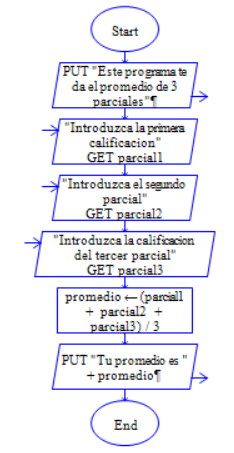 Start
PUT "Este programa te
da el promedio de 3
parciales"¶
"Introduzca la primera
calificacion"
GET parcial1
"Introduzca el segundo
parcial"
GET parcial2
"Introduzca la calificacion
del tercer parcial"
GET parcial3
promedio ← (parcial1
+ parcial2 +
parcial3) / 3
PUT "Tu promedio es "
+ promedio¶
End